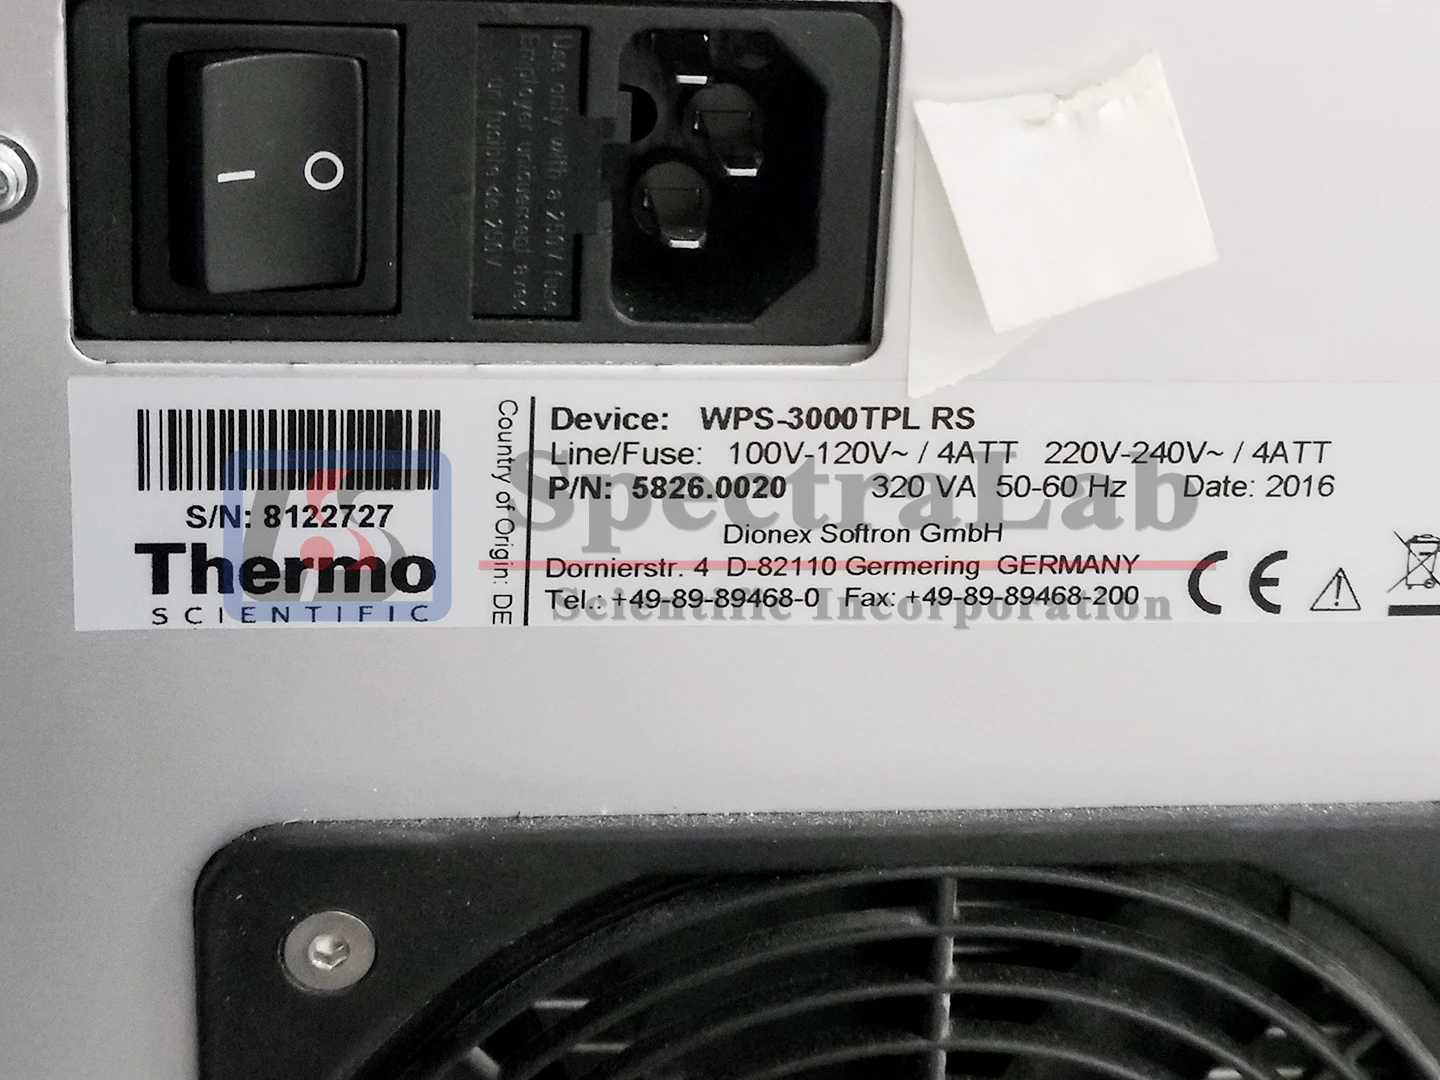 Use only with a 250V fuse
Employer uniquement avec
un fusible de 250V
S/N: 8122727
Thermo
SCIENTIFIC
Country of Origin: DE
Device: WPS-3000TPL RS
Line/Fuse: 100V-120V~ / 4ATT 220V-240V~ / 4ATT
P/N: 5826.0020 320 VA 50-60 Hz Date: 2016
Dionex Softron GmbH
Dornierstr. 4 D-82110 Germering GERMANY
Tel.: +49-89-89468-0 Fax: +49-89-89468-200
CE
SpectraLab
Scientific Incorporation